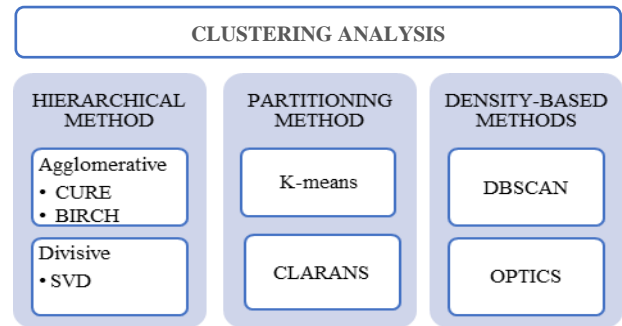 CLUSTERING ANALYSIS
HIERARCHICAL
METHOD
Agglomerative
• CURE
• BIRCH
Divisive
• SVD
PARTITIONING
METHOD
K-means
CLARANS
DENSITY-BASED
METHODS
DBSCAN
OPTICS